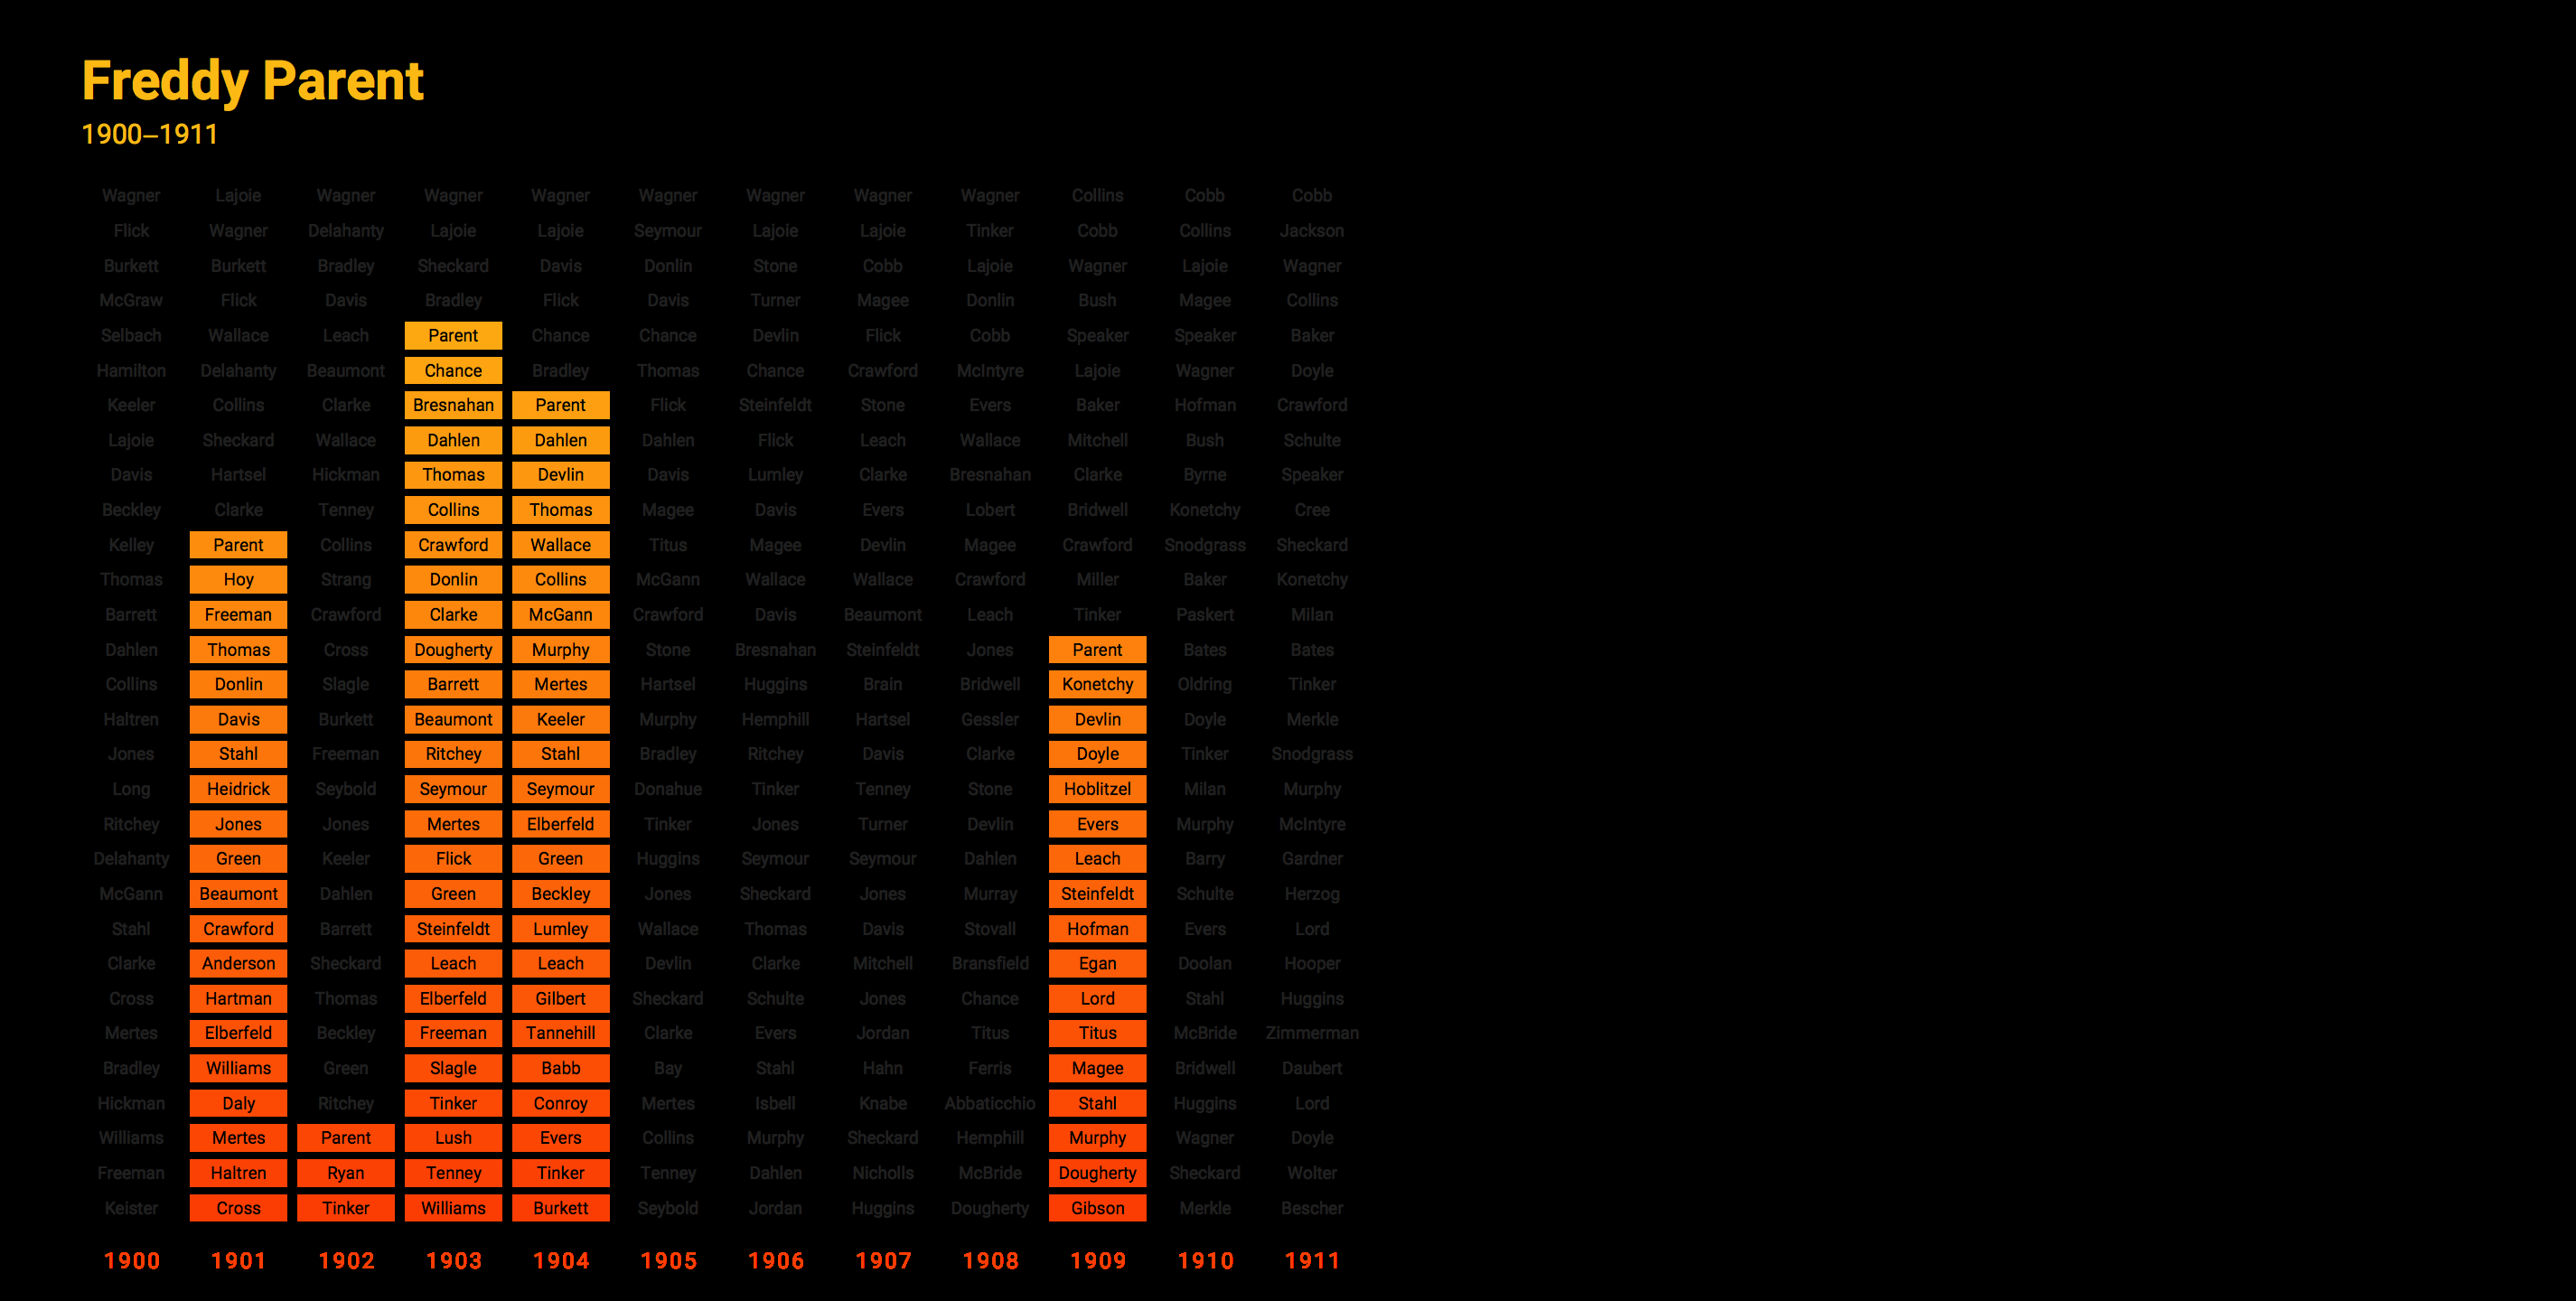 Freddy Parent
1900–1911
Wagner Lajoie Wagner Wagner Wagner Wagner Wagner Wagner Wagner Collins Cobb Cobb
Flick Wagner Delahanty Lajoie Lajoie Seymour Lajoie Lajoie Tinker Cobb Collins Jackson
Burkett Burkett Bradley Sheckard Davis Donlin Stone Cobb Lajoie Wagner Lajoie Wagner
McGraw Flick Davis Bradley Flick Davis Turner Magee Donlin Bush Magee Collins
Selbach Wallace Leach Parent Chance Chance Devlin Flick Cobb Speaker Speaker Baker
Hamilton Delahanty Beaumont Chance Bradley Thomas Chance Crawford McIntyre Lajoie Wagner Doyle
Keeler Collins Clarke Bresnahan Parent Flick Steinfeldt Stone Evers Baker Hofman Crawford
Lajoie Sheckard Wallace Dahlen Dahlen Dahlen Flick Leach Wallace Mitchell Bush Schulte
Davis Hartsel Hickman Thomas Devlin Davis Lumley Clarke Bresnahan Clarke Byrne Speaker
Beckley Clarke Tenney Collins Thomas Magee Davis Evers Lobert Bridwell Konetchy Cree
Kelley Parent Collins Crawford Wallace Titus Magee Devlin Magee Crawford Snodgrass Sheckard
Thomas Hoy Strang Donlin Collins McGann Wallace Wallace Crawford Miller Baker Konetchy
Barrett Freeman Crawford Clarke McGann Crawford Davis Beaumont Leach Tinker Paskert Milan
Dahlen Thomas Cross Dougherty Murphy Stone Bresnahan Steinfeldt Jones Parent Bates Bates
Collins Donlin Slagle Barrett Mertes Hartsel Huggins Brain Bridwell Konetchy Oldring Tinker
Haltren Davis Burkett Beaumont Keeler Murphy Hemphill Hartsel Gessler Devlin Doyle Merkle
Jones Stahl Freeman Ritchey Stahl Bradley Ritchey Davis Clarke Doyle Tinker Snodgrass
Long Heidrick Seybold Seymour Seymour Donahue Tinker Tenney Stone Hoblitzel Milan Murphy
Ritchey Jones Jones Mertes Elberfeld Tinker Jones Turner Devlin Evers Murphy McIntyre
Delahanty Green Keeler Flick Green Huggins Seymour Seymour Dahlen Leach Barry Gardner
McGann Beaumont Dahlen Green Beckley Jones Sheckard Jones Murray Steinfeldt Schulte Herzog
Stahl Crawford Barrett Steinfeldt Lumley Wallace Thomas Davis Stovall Hofman Evers Lord
Clarke Anderson Sheckard Leach Leach Devlin Clarke Mitchell Bransfield Egan Doolan Hooper
Cross Hartman Thomas Elberfeld Gilbert Sheckard Schulte Jones Chance Lord Stahl Huggins
Mertes Elberfeld Beckley Freeman Tannehill Clarke Evers Jordan Titus Titus McBride Zimmerman
Bradley Williams Green Slagle Babb Bay Stahl Hahn Ferris Magee Bridwell Daubert
Hickman Daly Ritchey Tinker Conroy Mertes Isbell Knabe Abbaticchio Stahl Huggins Lord
Williams Mertes Parent Lush Evers Collins Murphy Sheckard Hemphill Murphy Wagner Doyle
Freeman Haltren Ryan Tenney Tinker Tenney Dahlen Nicholls McBride Dougherty Sheckard Wolter
Keister Cross Tinker Williams Burkett Seybold Jordan Huggins Dougherty Gibson Merkle Bescher
1900 1901 1902 1903 1904 1905 1906 1907 1908 1909 1910 1911